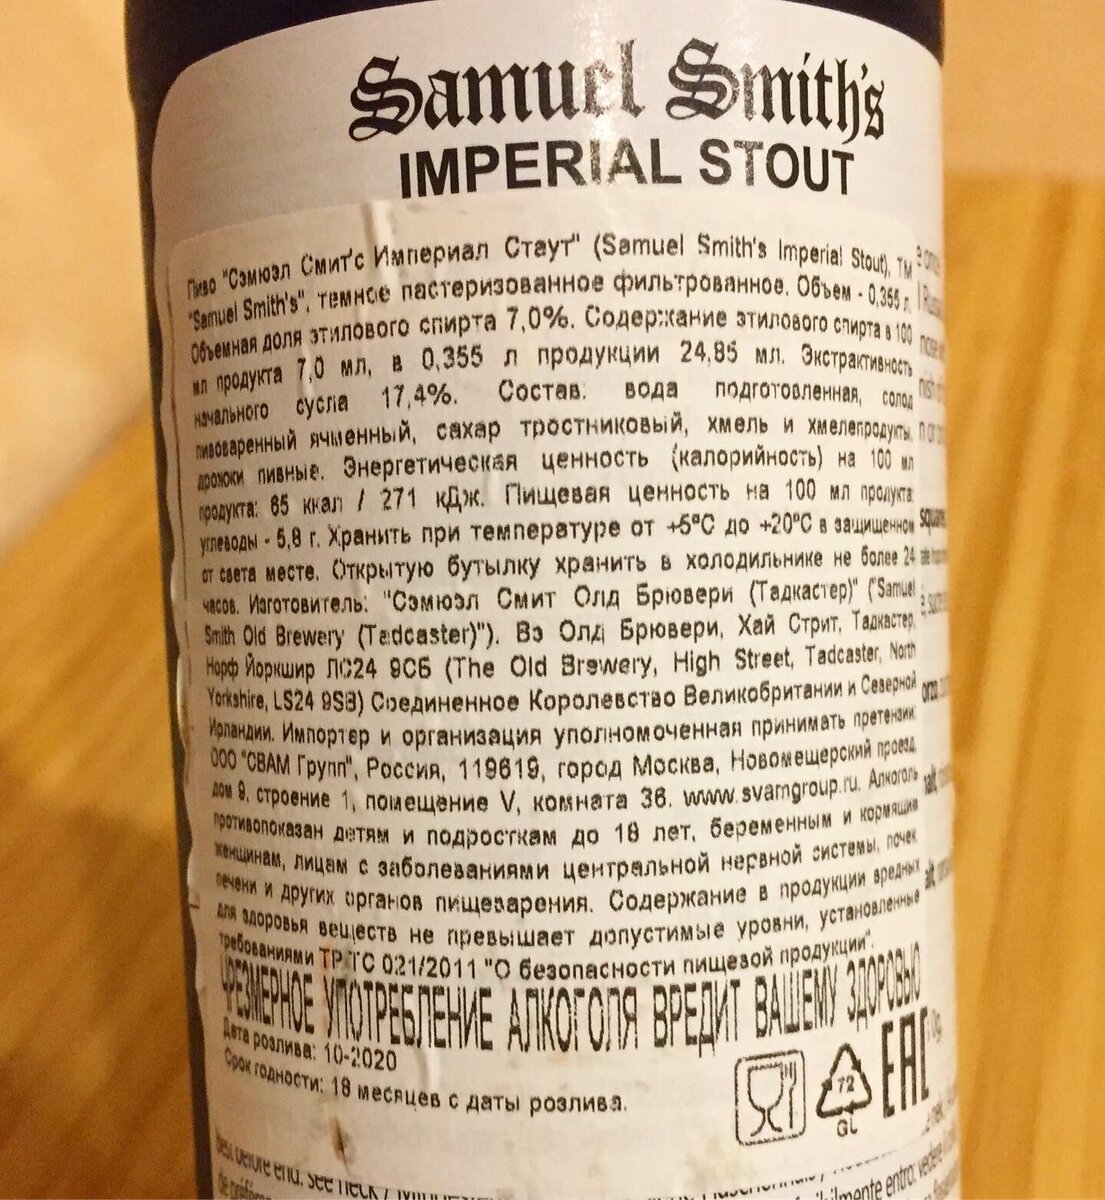 Samuel Smith's
IMPERIAL STOUT
Пиво "Сэмюэл Смит'с Империал Стаут" (Samuel Smith's Imperial Stout), ТМ
"Samuel Smith's", темное пастеризованное фильтрованное. Объем - 0,355 л.
Объемная доля этилового спирта 7,0%. Содержание этилового спирта в 100
мл продукта 7,0 мл, в 0,355 л продукции 24,85 мл. Экстрактивность
начального сусла 17,4%. Состав: вода подготовленная, солод
пивоваренный ячменный, сахар тростниковый, хмель и хмелепродукты,
дрожжи пивные. Энергетическая ценность (калорийность) на 100 мл
продукта: 65 ккал / 271 кДж. Пищевая ценность на 100 мл продукта:
углеводы - 5,8 г. Хранить при температуре от +5°C до +20°C в защищенном
от света месте. Открытую бутылку хранить в холодильнике не более 24
часов. Изготовитель: "Сэмюэл Смит Олд Брювери (Тадкастер)" ("Samuel
Smith Old Brewery (Tadcaster)"). Вэ Олд Брювери, Хай Стрит, Тадкастер,
Норф Йоркшир ЛС24 9СБ (The Old Brewery, High Street, Tadcaster, North
Yorkshire, LS24 9SB) Соединенное Королевство Великобритании и Северной
Ирландии. Импортер и организация уполномоченная принимать претензии:
ООО "СВАМ Групп", Россия, 119619, город Москва, Новомещерский проезд,
дом 9, строение 1, помещение V, комната 36. www.svamgroup.ru. Алкоголь
противопоказан детям и подросткам до 18 лет, беременным и кормящим
женщинам, лицам с заболеваниями центральной нервной системы, почек,
печени и других органов пищеварения. Содержание в продукции вредных
для здоровья веществ не превышает допустимые уровни, установленные
требованиями ТР ТС 021/2011 "О безопасности пищевой продукции".
ЧРЕЗМЕРНОЕ УПОТРЕБЛЕНИЕ АЛКОГОЛЯ ВРЕДИТ ВАШЕМУ ЗДОРОВЬЮ
Дата розлива: 10-2020
Срок годности: 18 месяцев с даты розлива.
72
GL
EAC
Best before end: see neck /